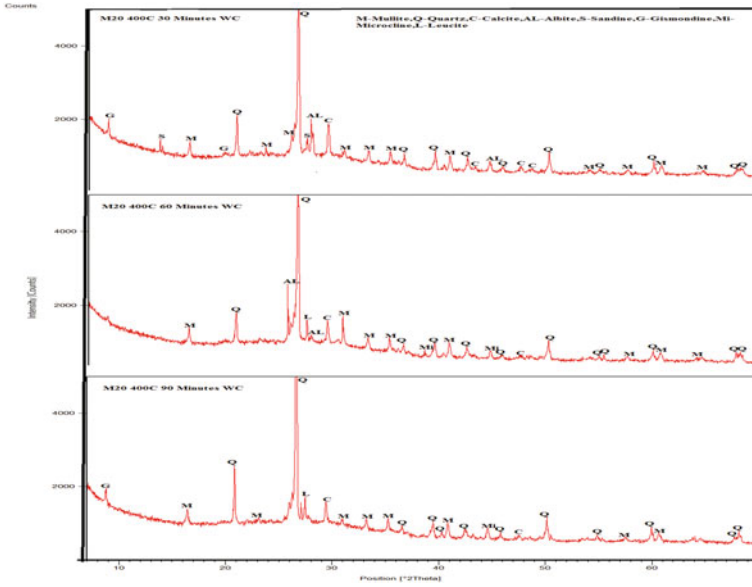 Counts
M20 400C 30 Minutes WC
M-Mullite,Q-Quartz,C-Calcite,AL-Albite,S-Sandine,G-Gismondine,Mi-
Microcline,L-Leucite
Q
4000
2000
G S M Q G M M S AL C M M M Q Q M Q C AL Q C C Q M Q M Q M M Q Q
M20 400C 60 Minutes WC
Q
4000
2000
M Q AL L AL C M M M Q Mi Q M Q Mi Q C Q Q Q M Q M M Q Q
M20 400C 90 Minutes WC
Q
4000
2000
G M Q M L C M M M Q Q Q M Q Mi Q C Q Q M Q M Q Q
Intensity [Counts]
10 20 30 40 50 60
Position [°2Theta]